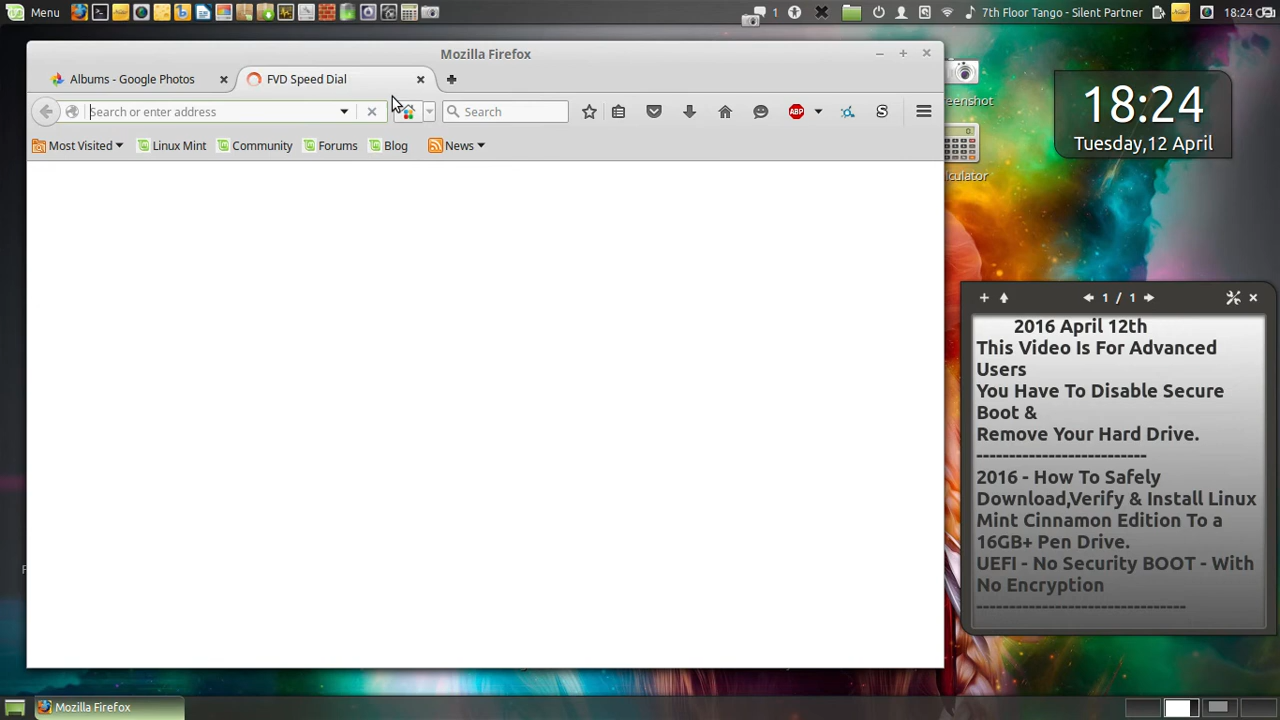 Menu
1
7th Floor Tango - Silent Partner
18:24
Mozilla Firefox
Albums - Google Photos
FVD Speed Dial
Search or enter address
Search
ABP
S
Most Visited
Linux Mint
Community
Forums
Blog
News
eenshot
lculator
18:24
Tuesday,12 April
1 / 1
2016 April 12th
This Video Is For Advanced
Users
You Have To Disable Secure
Boot &
Remove Your Hard Drive.
--------------------------
2016 - How To Safely
Download,Verify & Install Linux
Mint Cinnamon Edition To a
16GB+ Pen Drive.
UEFI - No Security BOOT - With
No Encryption
--------------------------------
Mozilla Firefox